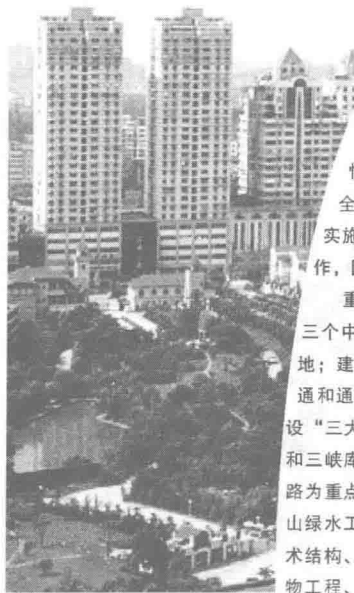 全
实施
作，
重
三个中
地；建
通和通
设“三大
和三峡库
路为重点
山绿水工
术结构、
物工程、